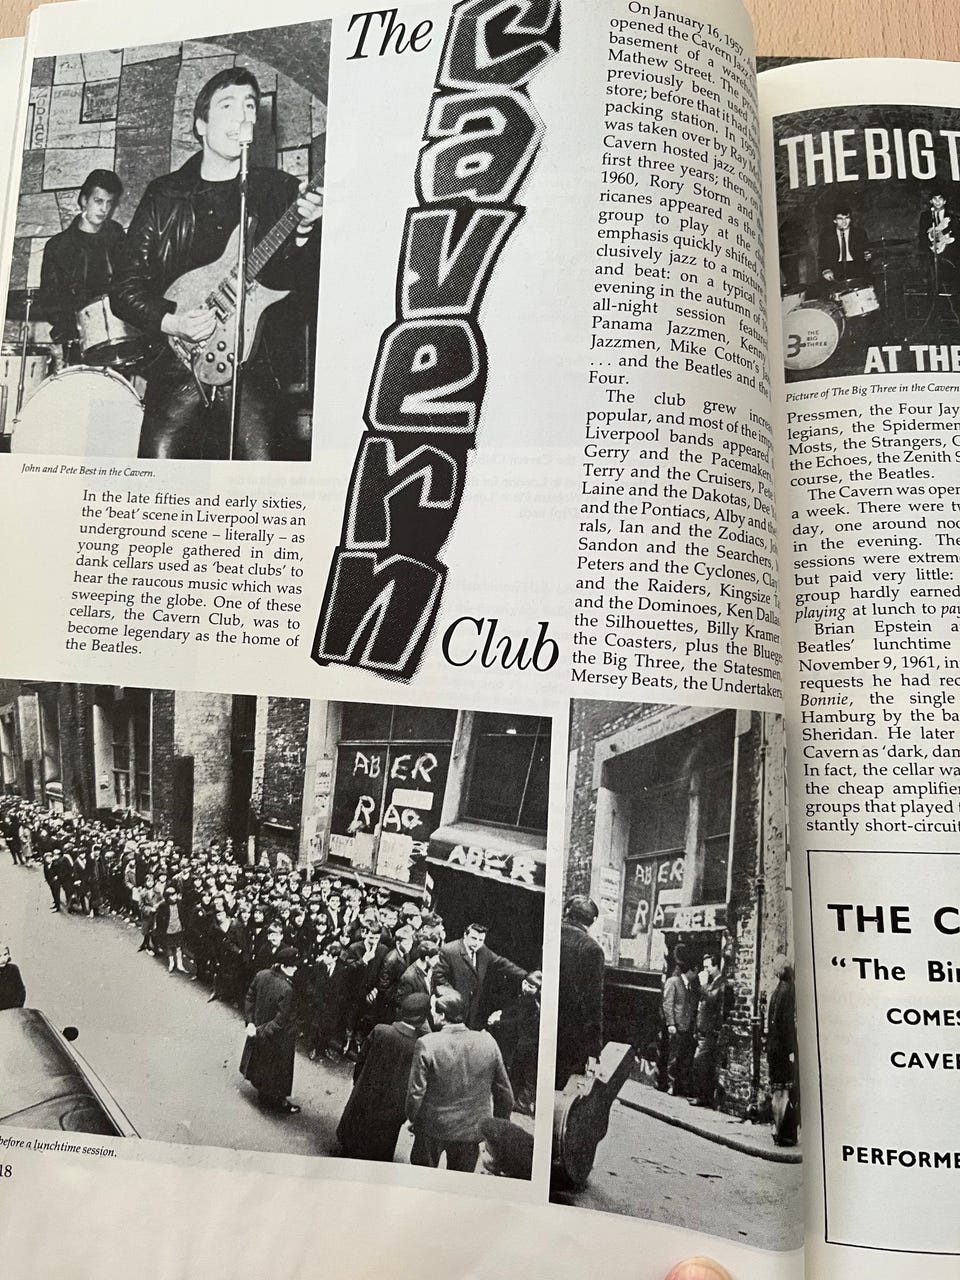 The
Cavern
Club
John and Pete Best in the Cavern.
In the late fifties and early sixties,
the 'beat' scene in Liverpool was an
underground scene – literally – as
young people gathered in dim,
dank cellars used as 'beat clubs' to
hear the raucous music which was
sweeping the globe. One of these
cellars, the Cavern Club, was to
become legendary as the home of
the Beatles.
On January 16, 1957,
opened the Cavern Jazz
basement of a
Mathew Street. The
previously been used
store; before that it had
packing station. In
was taken over by Ray
Cavern hosted jazz
first three years; then,
1960, Rory Storm and
ricanes appeared as the
group to play at the
emphasis quickly shifted,
clusively jazz to a mixture
and beat: on a typical
evening in the autumn of
all-night session
Panama Jazzmen, Kenny
Jazzmen, Mike Cotton's
... and the Beatles and the
Four.
The club grew
popular, and most of the
Liverpool bands appeared
Gerry and the Pacemakers,
Terry and the Cruisers,
Laine and the Dakotas, Dee
and the Pontiacs, Alby and the
rals, Ian and the Zodiacs,
Sandon and the Searchers,
Peters and the Cyclones,
and the Raiders, Kingsize
and the Dominoes, Ken
the Silhouettes, Billy Kramer
the Coasters, plus the
the Big Three, the Statesmen,
Mersey Beats, the Undertakers,
ABER
ABER
ABER
ABER
before a lunchtime session.
18
THE BIG T
THE
BIG
THREE
3
AT THE
Picture of The Big Three in the Cavern
Pressmen, the Four Jay
legians, the Spidermen
Mosts, the Strangers, C
the Echoes, the Zenith S
course, the Beatles.
The Cavern was open
a week. There were tw
day, one around noo
in the evening. The
sessions were extrem
but paid very little:
group hardly earned
playing at lunch to pay
Brian Epstein a
Beatles' lunchtime
November 9, 1961, in
requests he had rec
Bonnie, the single
Hamburg by the ba
Sheridan. He later
Cavern as 'dark, dam
In fact, the cellar wa
the cheap amplifie
groups that played t
stantly short-circuit
THE C
"The Bir
COMES
CAVE
PERFORME